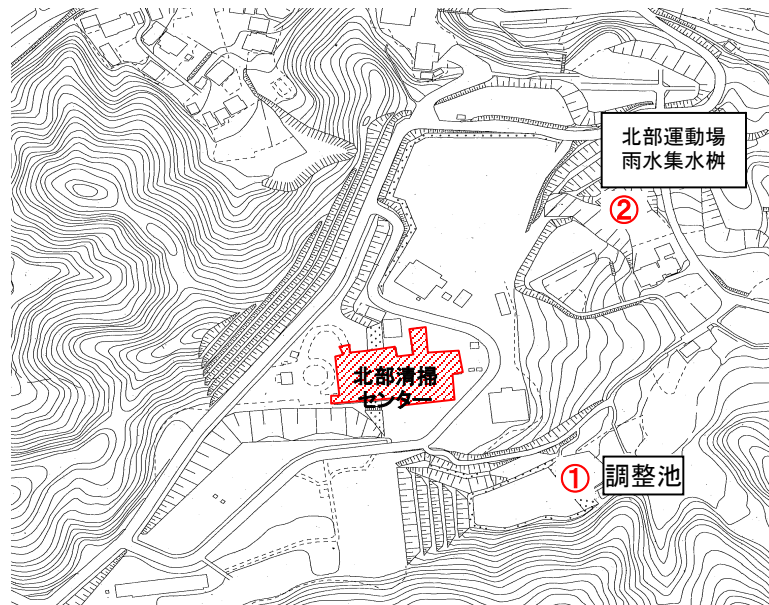 北部運動場
雨水集水桝
②
北部清掃
センター
①
調整池